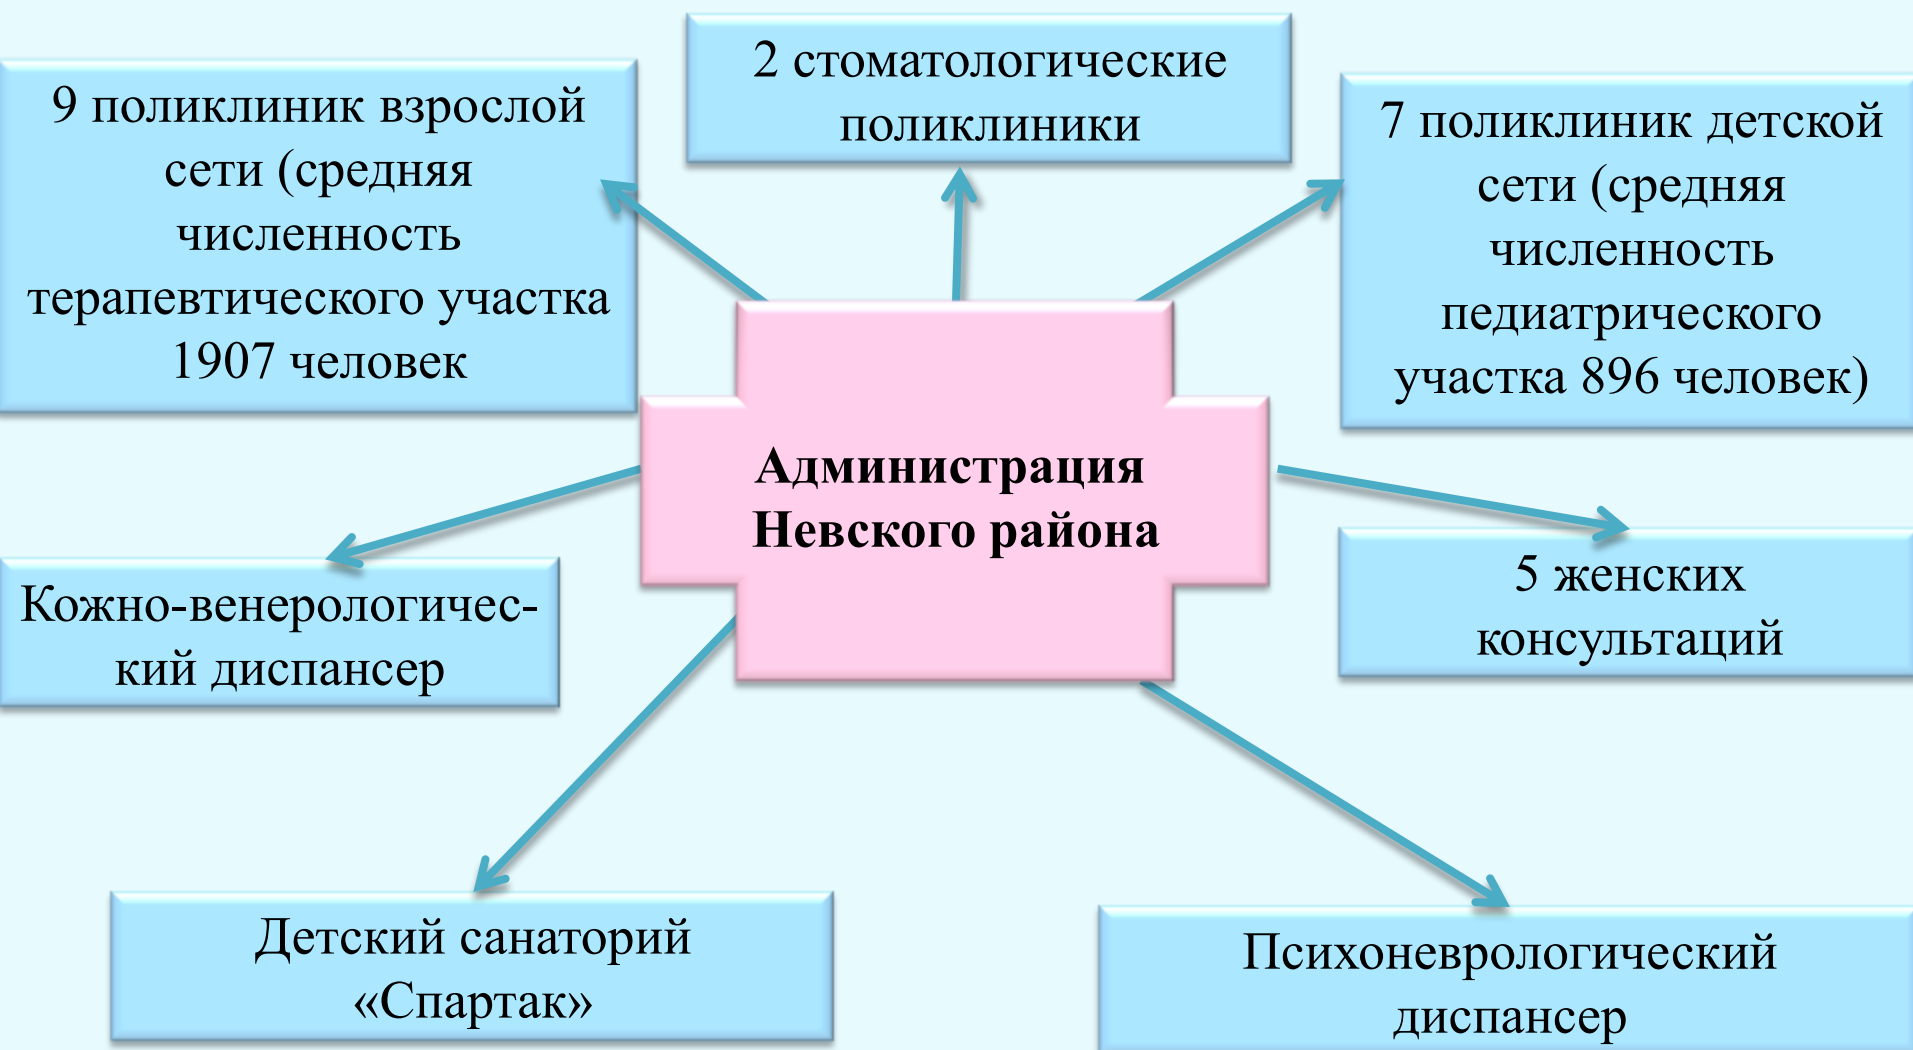 2 стоматологические
поликлиники
9 поликлиник взрослой
сети (средняя
численность
терапевтического участка
1907 человек
7 поликлиник детской
сети (средняя
численность
педиатрического
участка 896 человек)
Администрация
Невского района
Кожно-венерологичес-
кий диспансер
5 женских
консультаций
Детский санаторий
«Спартак»
Психоневрологический
диспансер